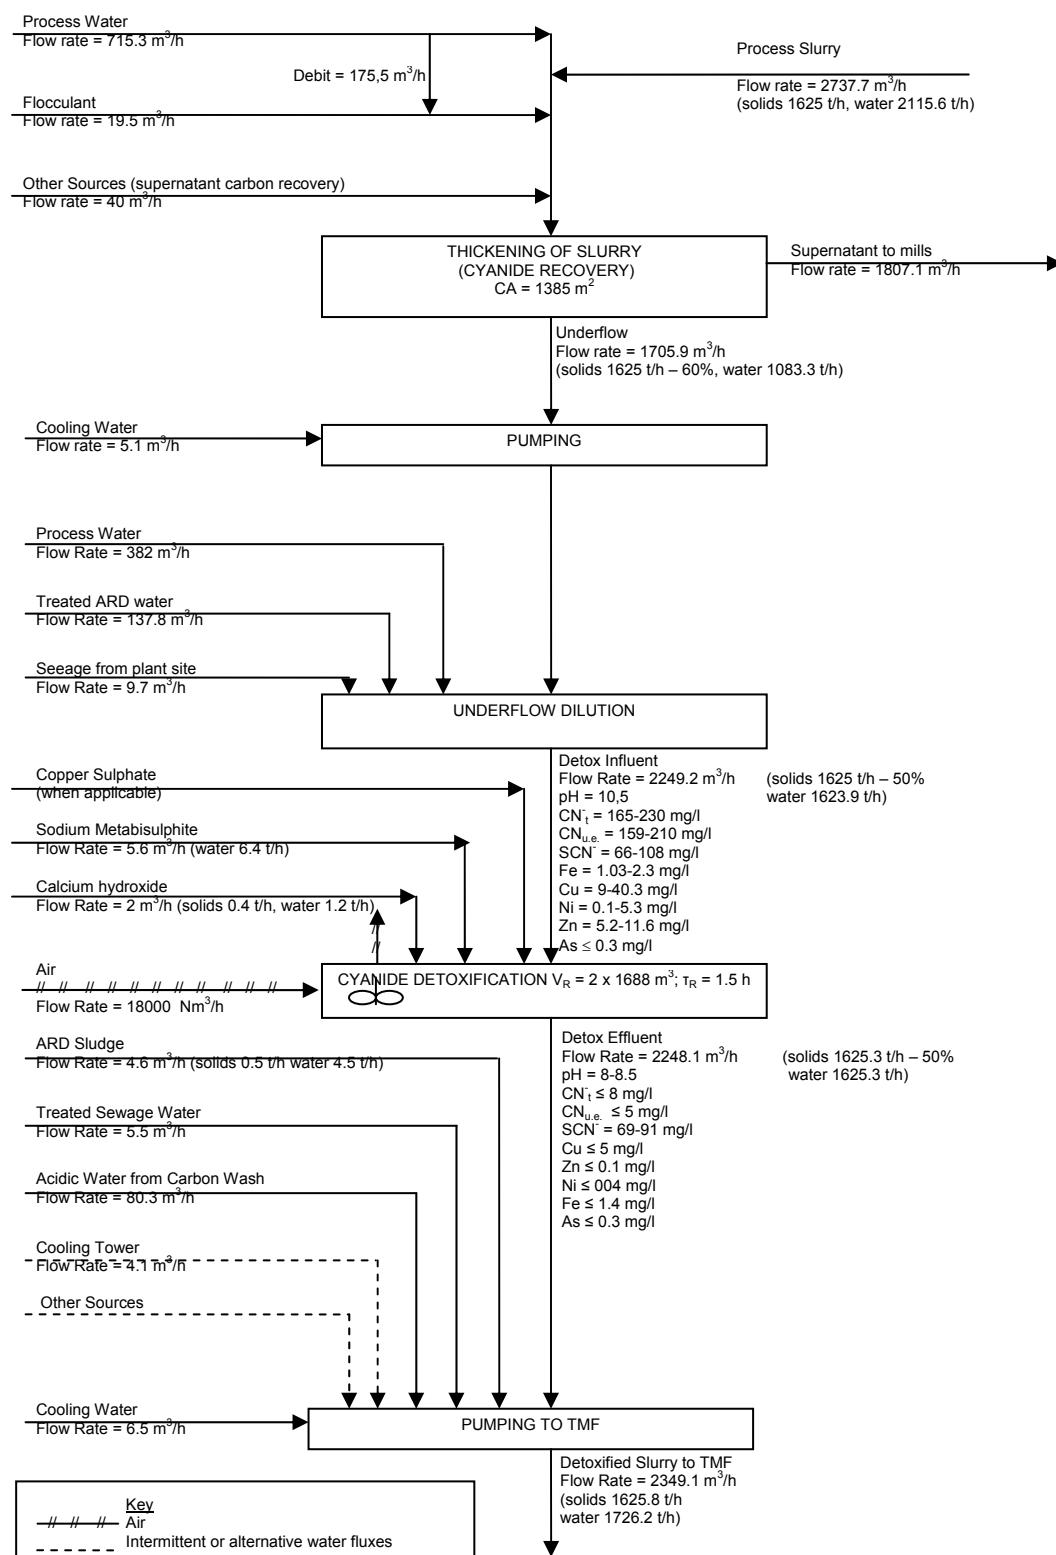 Process Water
Flow rate = 715.3 m³/h
Process Slurry
Debit = 175,5 m³/h
Flow rate = 2737.7 m³/h
(solids 1625 t/h, water 2115.6 t/h)
Flocculant
Flow rate = 19.5 m³/h
Other Sources (supernatant carbon recovery)
Flow rate = 40 m³/h
THICKENING OF SLURRY
(CYANIDE RECOVERY)
CA = 1385 m²
Supernatant to mills
Flow rate = 1807.1 m³/h
Underflow
Flow rate = 1705.9 m³/h
(solids 1625 t/h – 60%, water 1083.3 t/h)
Cooling Water
Flow rate = 5.1 m³/h
PUMPING
Process Water
Flow Rate = 382 m³/h
Treated ARD water
Flow Rate = 137.8 m³/h
Seeage from plant site
Flow Rate = 9.7 m³/h
UNDERFLOW DILUTION
Detox Influent
Flow Rate = 2249.2 m³/h (solids 1625 t/h – 50%
pH = 10,5 water 1623.9 t/h)
CN⁻t = 165-230 mg/l
CNu.e. = 159-210 mg/l
SCN⁻ = 66-108 mg/l
Fe = 1.03-2.3 mg/l
Cu = 9-40.3 mg/l
Ni = 0.1-5.3 mg/l
Zn = 5.2-11.6 mg/l
As ≤ 0.3 mg/l
Copper Sulphate
(when applicable)
Sodium Metabisulphite
Flow Rate = 5.6 m³/h (water 6.4 t/h)
Calcium hydroxide
Flow Rate = 2 m³/h (solids 0.4 t/h, water 1.2 t/h)
Air
Flow Rate = 18000 Nm³/h
CYANIDE DETOXIFICATION VR = 2 x 1688 m³; τR = 1.5 h
Detox Effluent
Flow Rate = 2248.1 m³/h (solids 1625.3 t/h – 50%
pH = 8-8.5 water 1625.3 t/h)
CN⁻t ≤ 8 mg/l
CNu.e. ≤ 5 mg/l
SCN⁻ = 69-91 mg/l
Cu ≤ 5 mg/l
Zn ≤ 0.1 mg/l
Ni ≤ 004 mg/l
Fe ≤ 1.4 mg/l
As ≤ 0.3 mg/l
ARD Sludge
Flow Rate = 4.6 m³/h (solids 0.5 t/h water 4.5 t/h)
Treated Sewage Water
Flow Rate = 5.5 m³/h
Acidic Water from Carbon Wash
Flow Rate = 80.3 m³/h
Cooling Tower
Flow Rate = 4.1 m³/h
Other Sources
Cooling Water
Flow Rate = 6.5 m³/h
PUMPING TO TMF
Detoxified Slurry to TMF
Flow Rate = 2349.1 m³/h
(solids 1625.8 t/h
water 1726.2 t/h)
Key
Air
Intermittent or alternative water fluxes